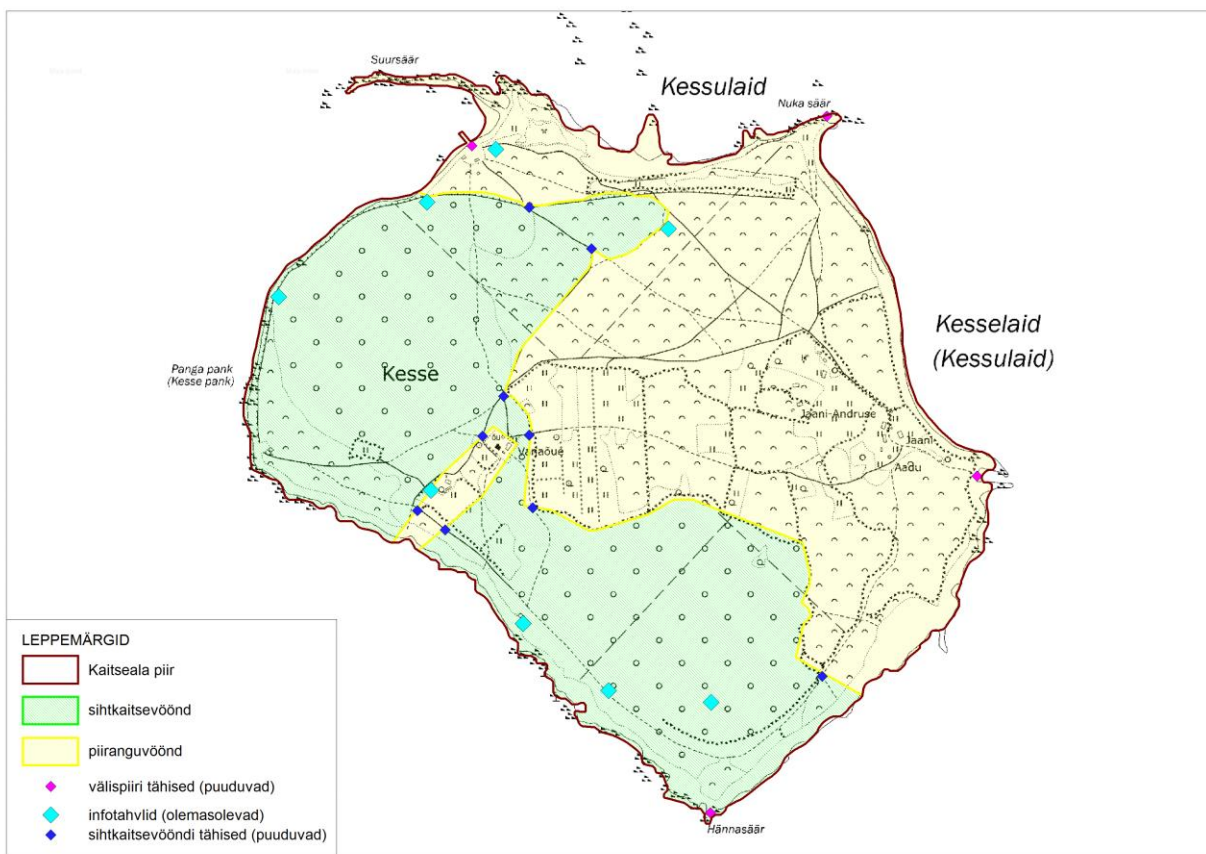 Suursäär
Kessulaid
Nuka säär
Kesselaid
(Kessulaid)
Panga pank
(Kesse pank)
Kesse
Jaani-Andruse
Jaani
Vanaõue
Aadu
Hännasäär
LEPPEMÄRGID
Kaitseala piir
sihtkaitsevöönd
piiranguvöönd
välispiiri tähised (puuduvad)
infotahvlid (olemasolevad)
sihtkaitsevööndi tähised (puuduvad)